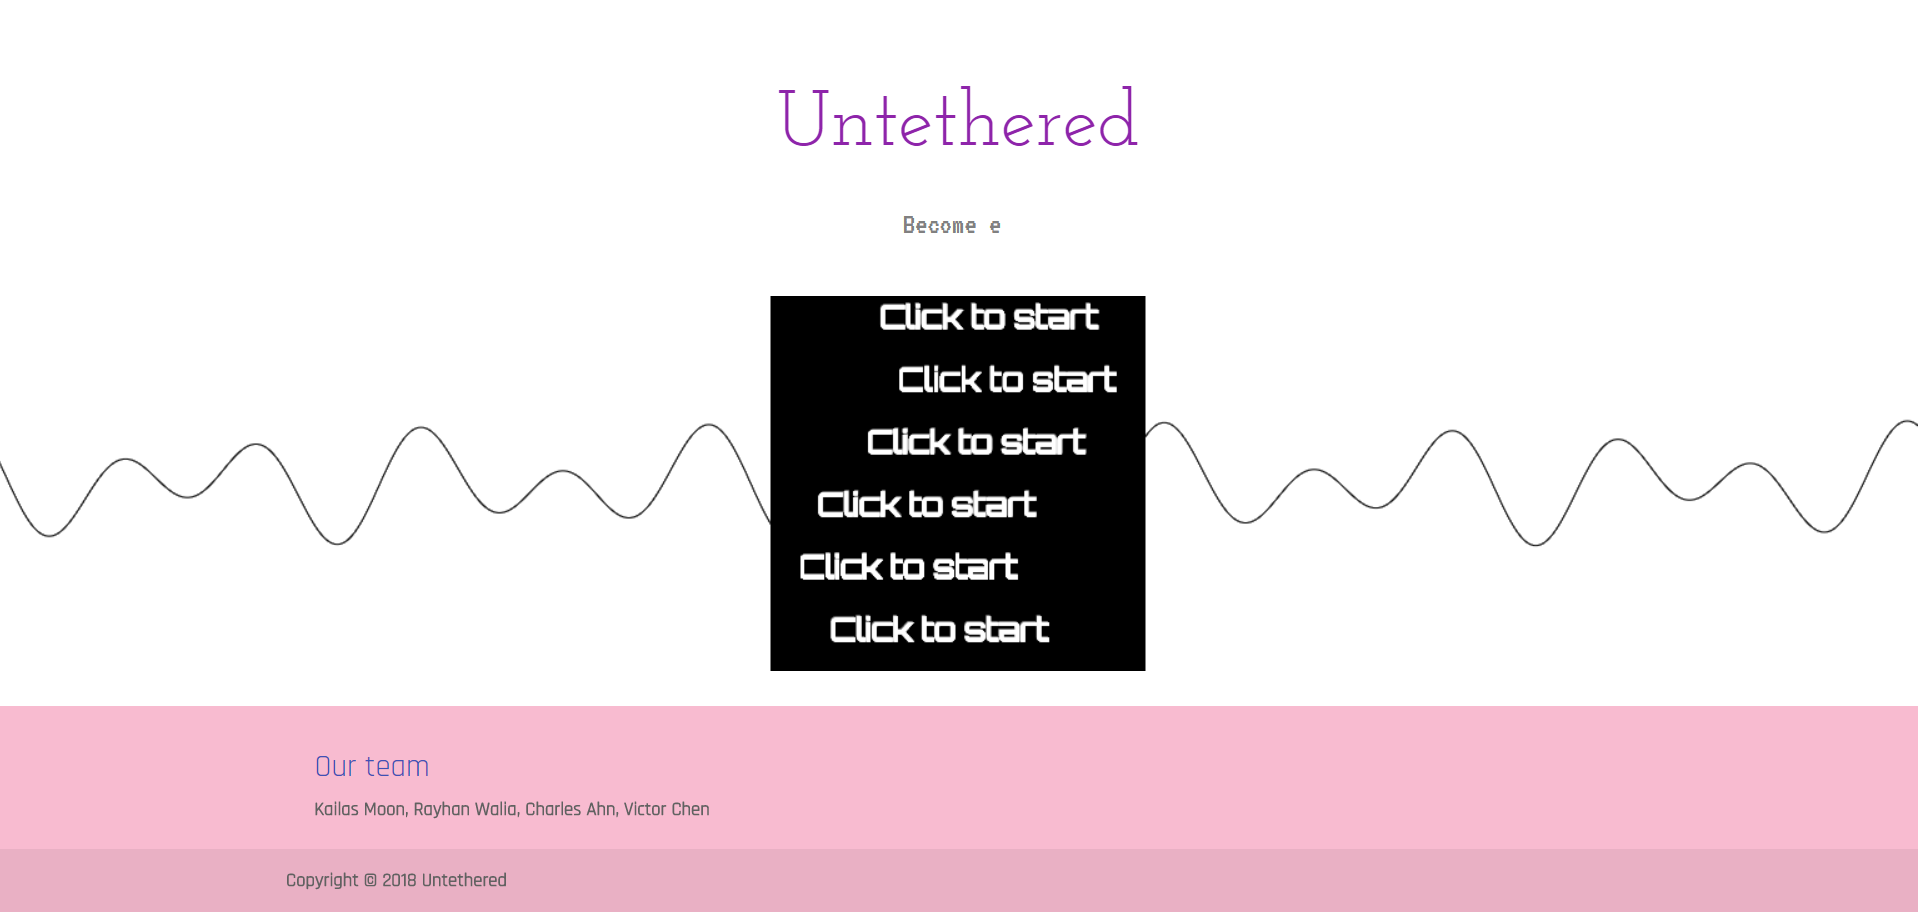 Untethered
Become e
Click to start
Click to start
Click to start
Click to start
Click to start
Click to start
Our team
Kailas Moon, Rayhan Walia, Charles Ahn, Victor Chen
Copyright © 2018 Untethered